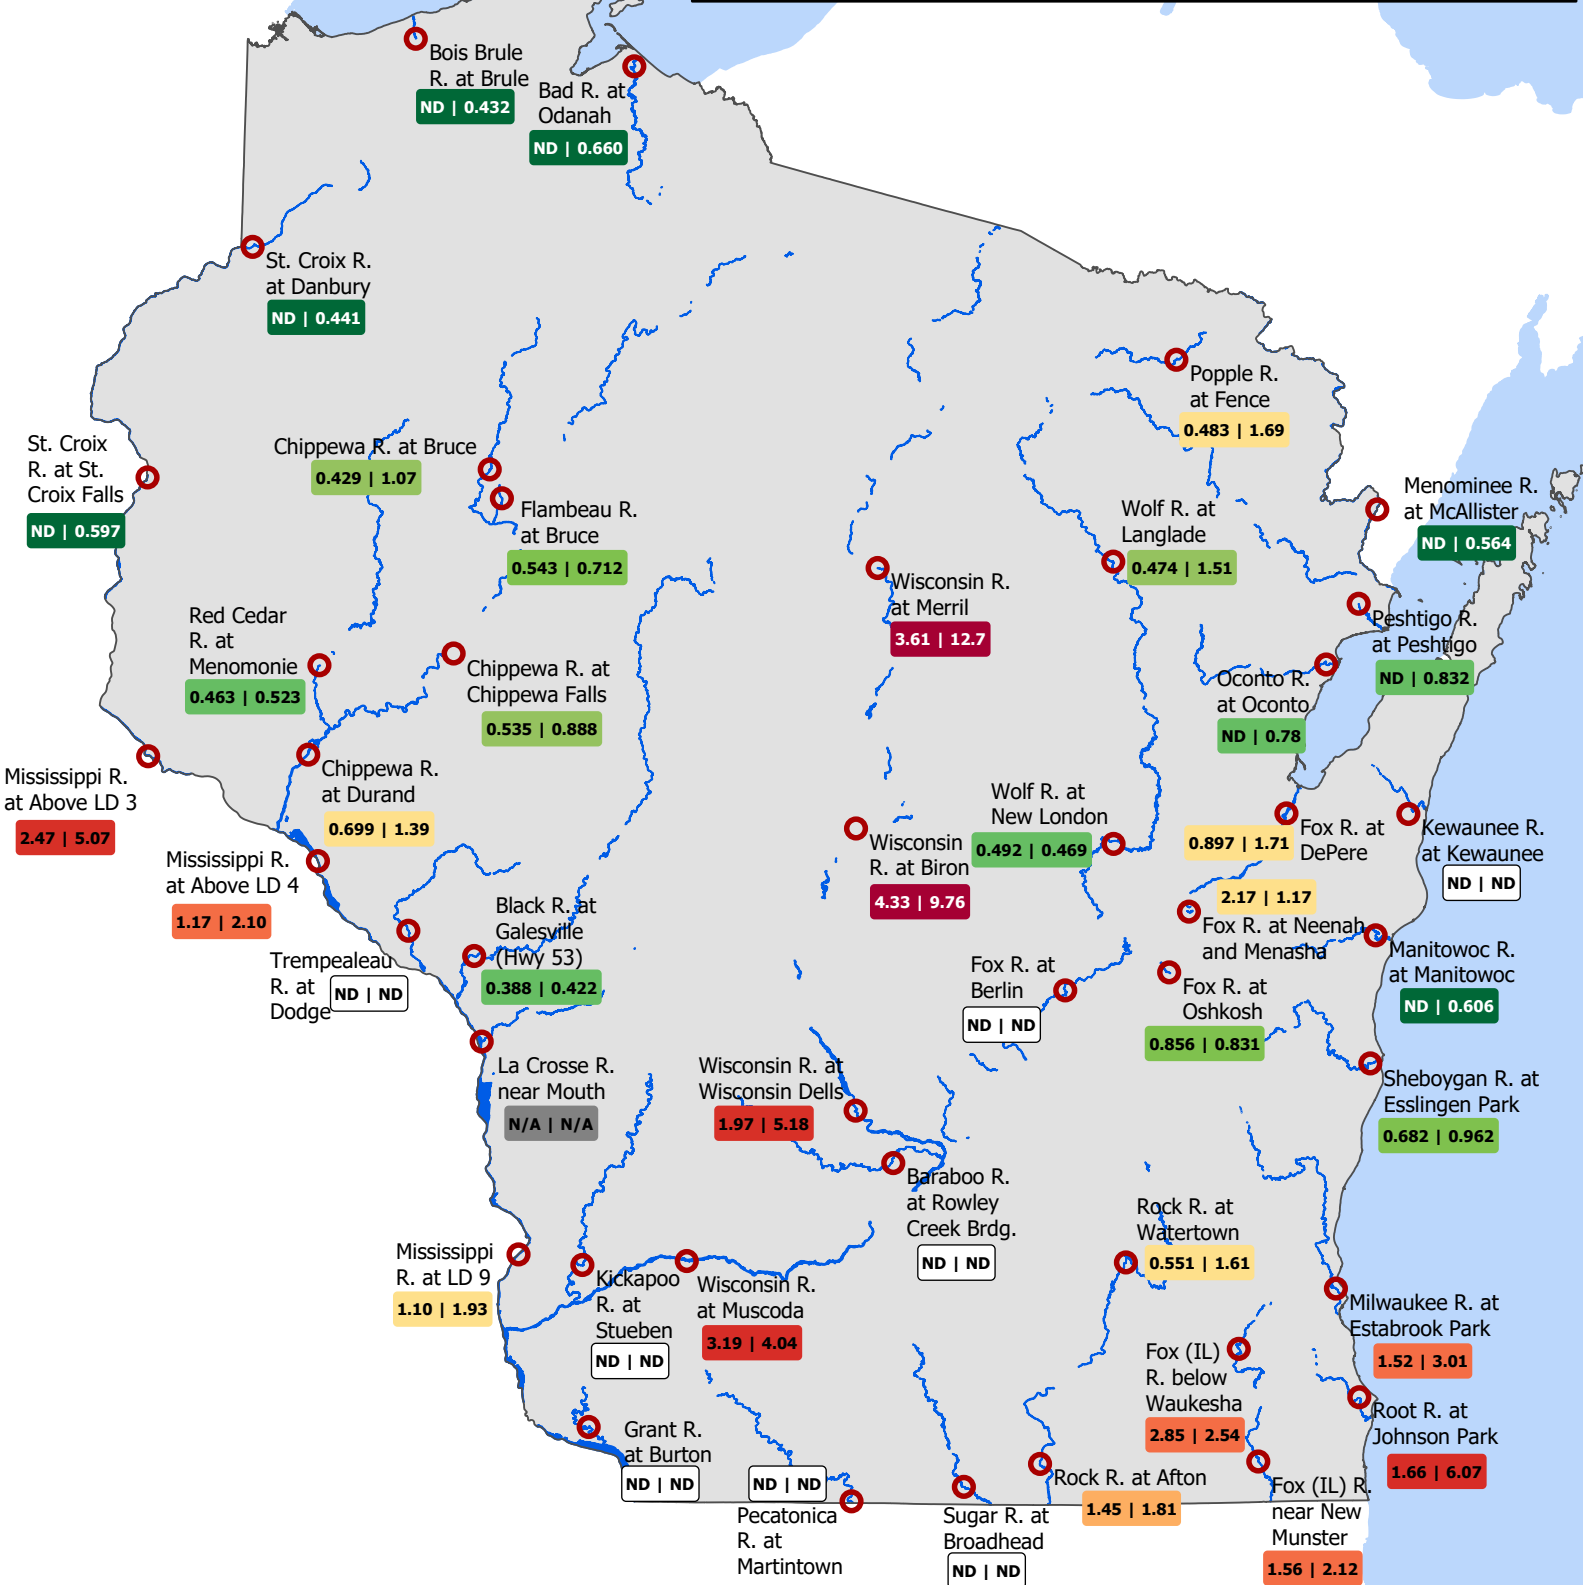 Bois Brule
R. at Brule
ND | 0.432
Bad R. at
Odanah
ND | 0.660
St. Croix R.
at Danbury
ND | 0.441
Popple R.
at Fence
0.483 | 1.69
St. Croix
R. at St.
Croix Falls
ND | 0.597
Chippewa R. at Bruce
0.429 | 1.07
Flambeau R.
at Bruce
0.543 | 0.712
Wolf R. at
Langlade
0.474 | 1.51
Menominee R.
at McAllister
ND | 0.564
Wisconsin R.
at Merril
3.61 | 12.7
Red Cedar
R. at
Menomonie
0.463 | 0.523
Chippewa R. at
Chippewa Falls
0.535 | 0.888
Peshtigo R.
at Peshtigo
ND | 0.832
Oconto R.
at Oconto
ND | 0.78
Mississippi R.
at Above LD 3
2.47 | 5.07
Chippewa R.
at Durand
0.699 | 1.39
Wolf R. at
New London
0.492 | 0.469
Wisconsin
R. at Biron
4.33 | 9.76
Fox R. at
DePere
0.897 | 1.71
Kewaunee R.
at Kewaunee
ND | ND
Mississippi R.
at Above LD 4
1.17 | 2.10
2.17 | 1.17
Fox R. at Neenah
and Menasha
Black R. at
Galesville
(Hwy 53)
0.388 | 0.422
Trempealeau
R. at
Dodge
ND | ND
Fox R. at
Berlin
ND | ND
Fox R. at
Oshkosh
0.856 | 0.831
Manitowoc R.
at Manitowoc
ND | 0.606
La Crosse R.
near Mouth
N/A | N/A
Wisconsin R. at
Wisconsin Dells
1.97 | 5.18
Sheboygan R. at
Esslingen Park
0.682 | 0.962
Baraboo R.
at Rowley
Creek Brdg.
ND | ND
Rock R. at
Watertown
0.551 | 1.61
Mississippi
R. at LD 9
1.10 | 1.93
Kickapoo
R. at
Stueben
ND | ND
Wisconsin R.
at Muscoda
3.19 | 4.04
Milwaukee R. at
Estabrook Park
1.52 | 3.01
Fox (IL)
R. below
Waukesha
2.85 | 2.54
Root R. at
Johnson Park
1.66 | 6.07
Grant R.
at Burton
ND | ND
ND | ND
Pecatonica
R. at
Martintown
Sugar R. at
Broadhead
ND | ND
Rock R. at Afton
1.45 | 1.81
Fox (IL) R.
near New
Munster
1.56 | 2.12